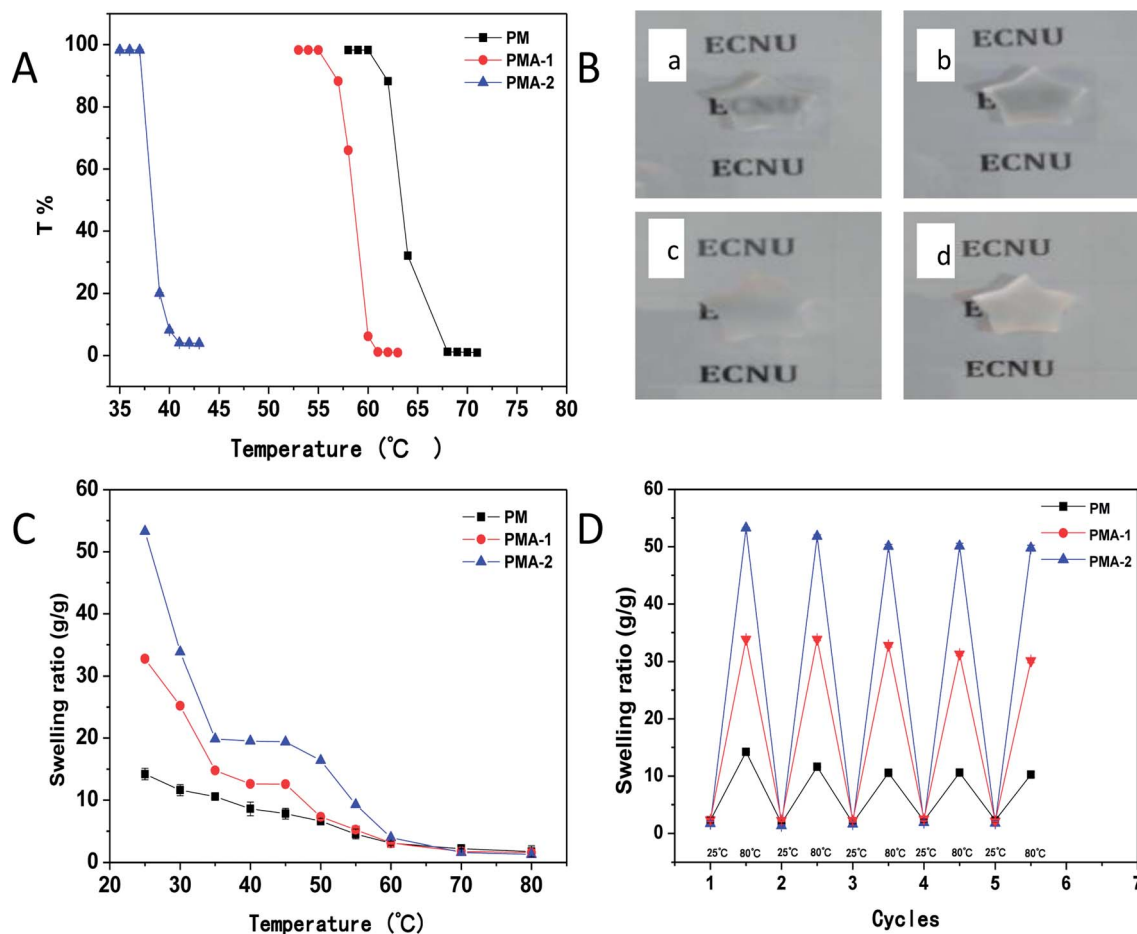 A
T %
100
80
60
40
20
0
PM
PMA-1
PMA-2
35 40 45 50 55 60 65 70 75 80
Temperature (℃ )
B
a
ECNU
ECNU
ECNU
b
ECNU
E
ECNU
c
ECNU
E
ECNU
d
ECNU
E
ECNU
C
Swelling ratio (g/g)
60
50
40
30
20
10
0
PM
PMA-1
PMA-2
20 30 40 50 60 70 80
Temperature (℃)
D
Swelling ratio (g/g)
60
50
40
30
20
10
0
PM
PMA-1
PMA-2
25℃ 80℃ 25℃ 80℃ 25℃ 80℃ 25℃ 80℃ 25℃ 80℃
1 2 3 4 5 6 7
Cycles